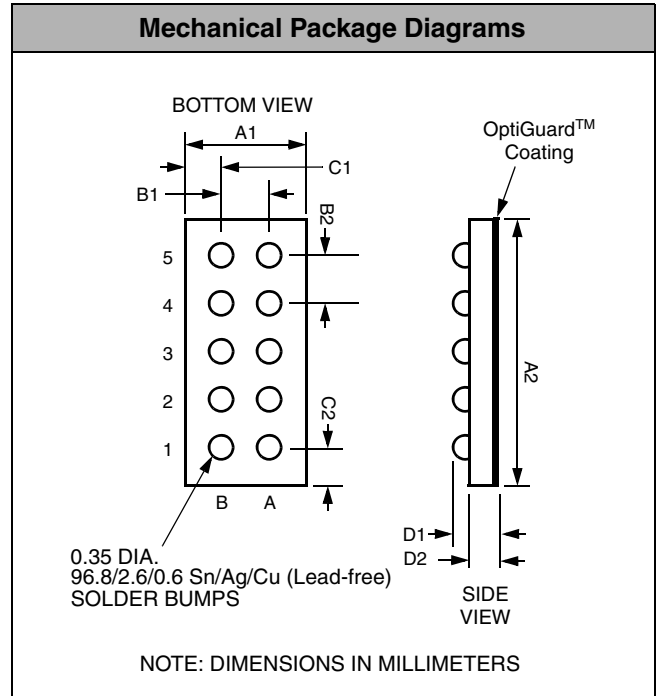 Mechanical Package Diagrams
BOTTOM VIEW
A1
C1
B1
B2
5
4
3
2
1
C2
B A
0.35 DIA.
96.8/2.6/0.6 Sn/Ag/Cu (Lead-free)
SOLDER BUMPS
OptiGuard™
Coating
A2
D1
D2
SIDE
VIEW
NOTE: DIMENSIONS IN MILLIMETERS